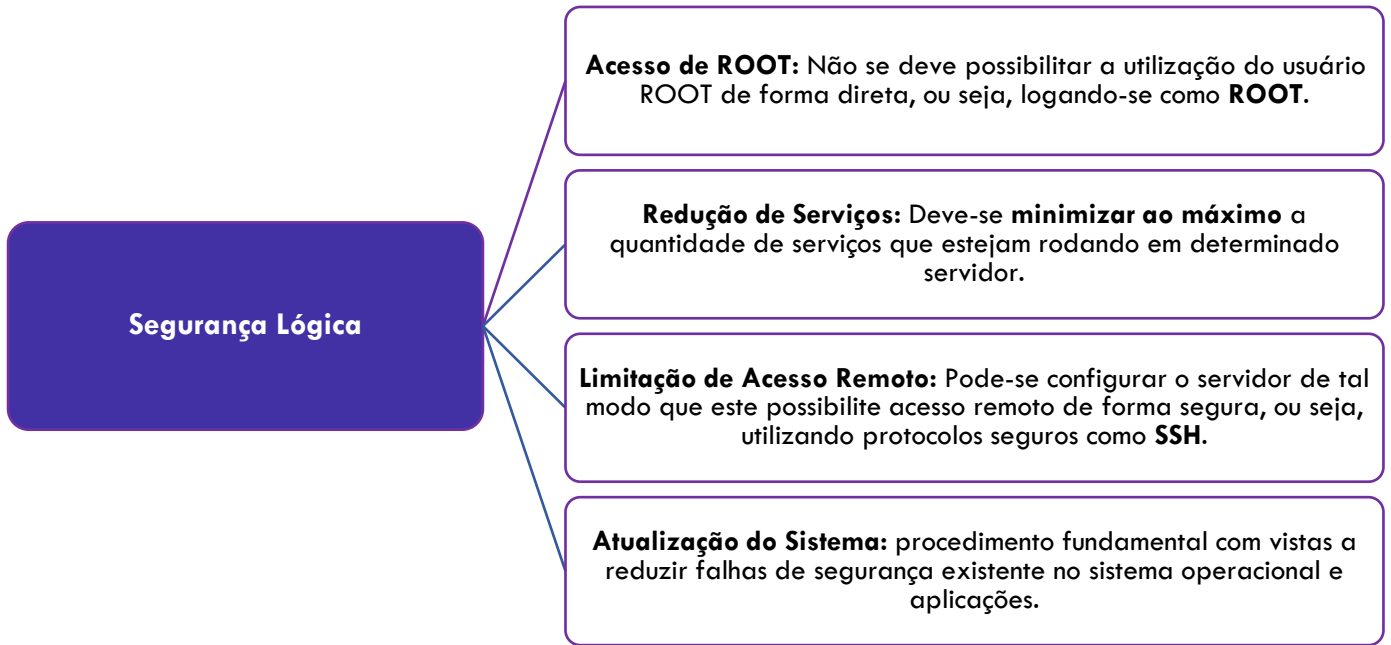 Segurança Lógica
Acesso de ROOT: Não se deve possibilitar a utilização do usuário
ROOT de forma direta, ou seja, logando-se como ROOT.
Redução de Serviços: Deve-se minimizar ao máximo a
quantidade de serviços que estejam rodando em determinado
servidor.
Limitação de Acesso Remoto: Pode-se configurar o servidor de tal
modo que este possibilite acesso remoto de forma segura, ou seja,
utilizando protocolos seguros como SSH.
Atualização do Sistema: procedimento fundamental com vistas a
reduzir falhas de segurança existente no sistema operacional e
aplicações.